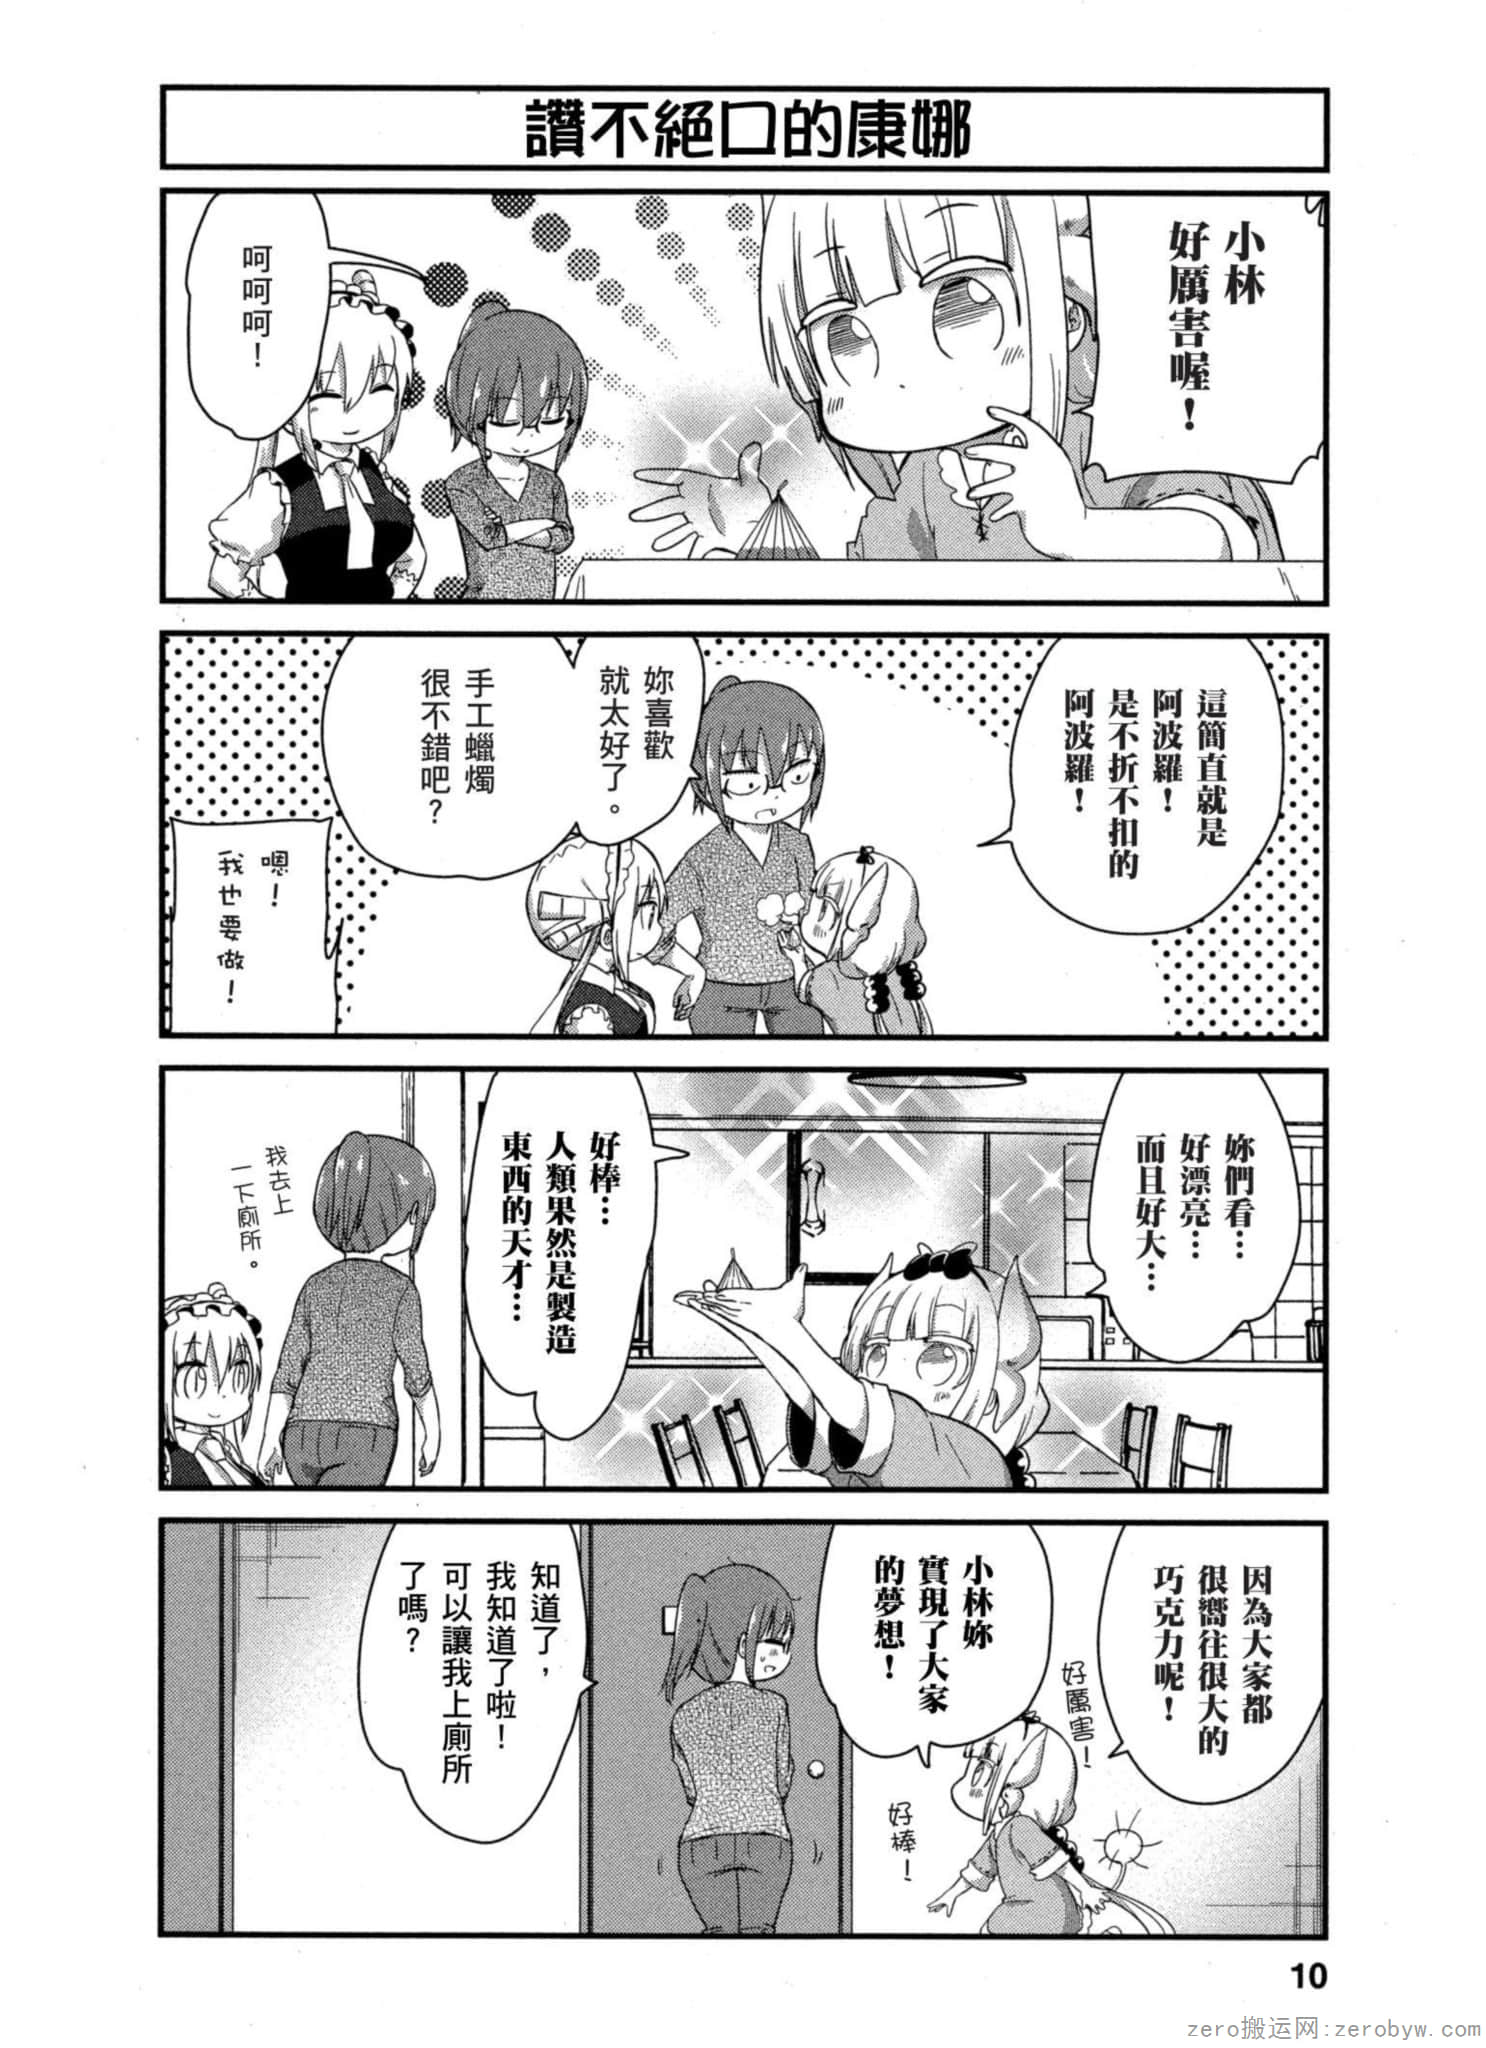 讚不絕口的康娜
小林
好厲害喔！
呵呵呵！
這簡直就是
阿波羅！
是不折不扣的
阿波羅！
妳喜歡
就太好了。
手工蠟燭
很不錯吧？
嗯！
我也要做！
妳們看…
好漂亮…
而且好大…
好棒…
人類果然是製造
東西的天才…
我去上
一下廁所。
因為大家都
很嚮往很大的
巧克力呢！
好厲害！
好棒！
小林妳
實現了大家
的夢想！
知道了，
我知道了啦！
可以讓我上廁所
了嗎？
10
zero搬运网:zerobyw.com